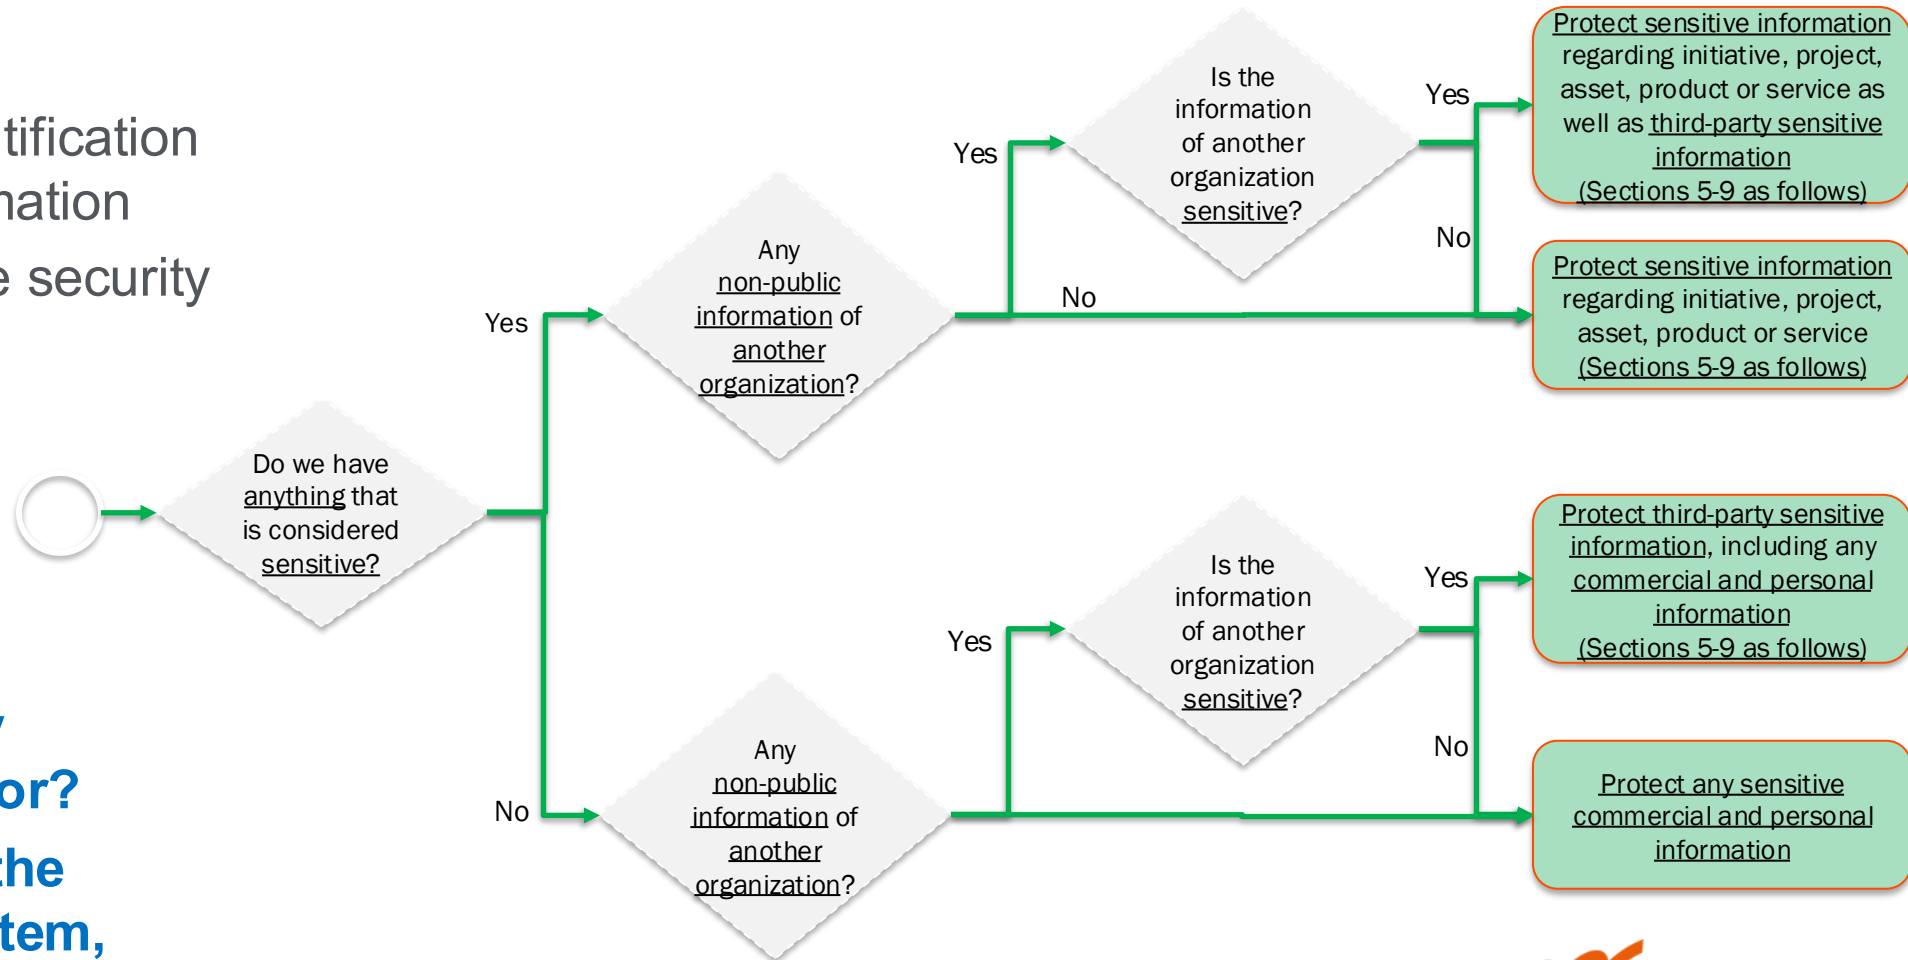 tification
nation
e security
y
or?
the
tem,
Do we have
anything that
is considered
sensitive?
Yes
No
Any
non-public
information of
another
organization?
Yes
No
Is the
information
of another
organization
sensitive?
Yes
No
Protect sensitive information
regarding initiative, project,
asset, product or service as
well as third-party sensitive
information
(Sections 5-9 as follows)
Protect sensitive information
regarding initiative, project,
asset, product or service
(Sections 5-9 as follows)
Any
non-public
information of
another
organization?
Yes
Is the
information
of another
organization
sensitive?
Yes
No
Protect third-party sensitive
information, including any
commercial and personal
information
(Sections 5-9 as follows)
Protect any sensitive
commercial and personal
information